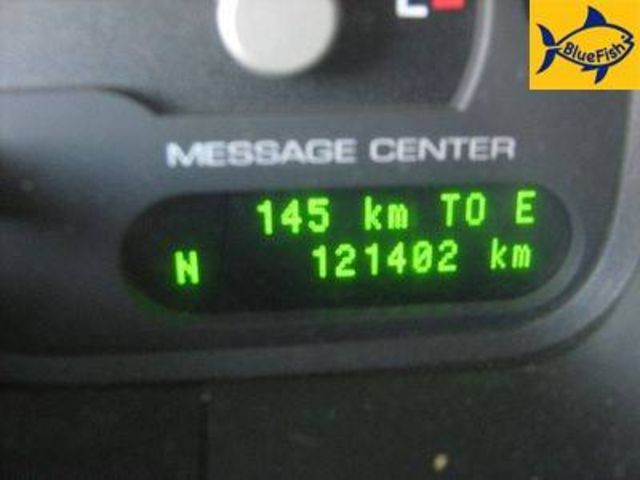 BlueFish
MESSAGE CENTER
145 km TO E
N 121402 km